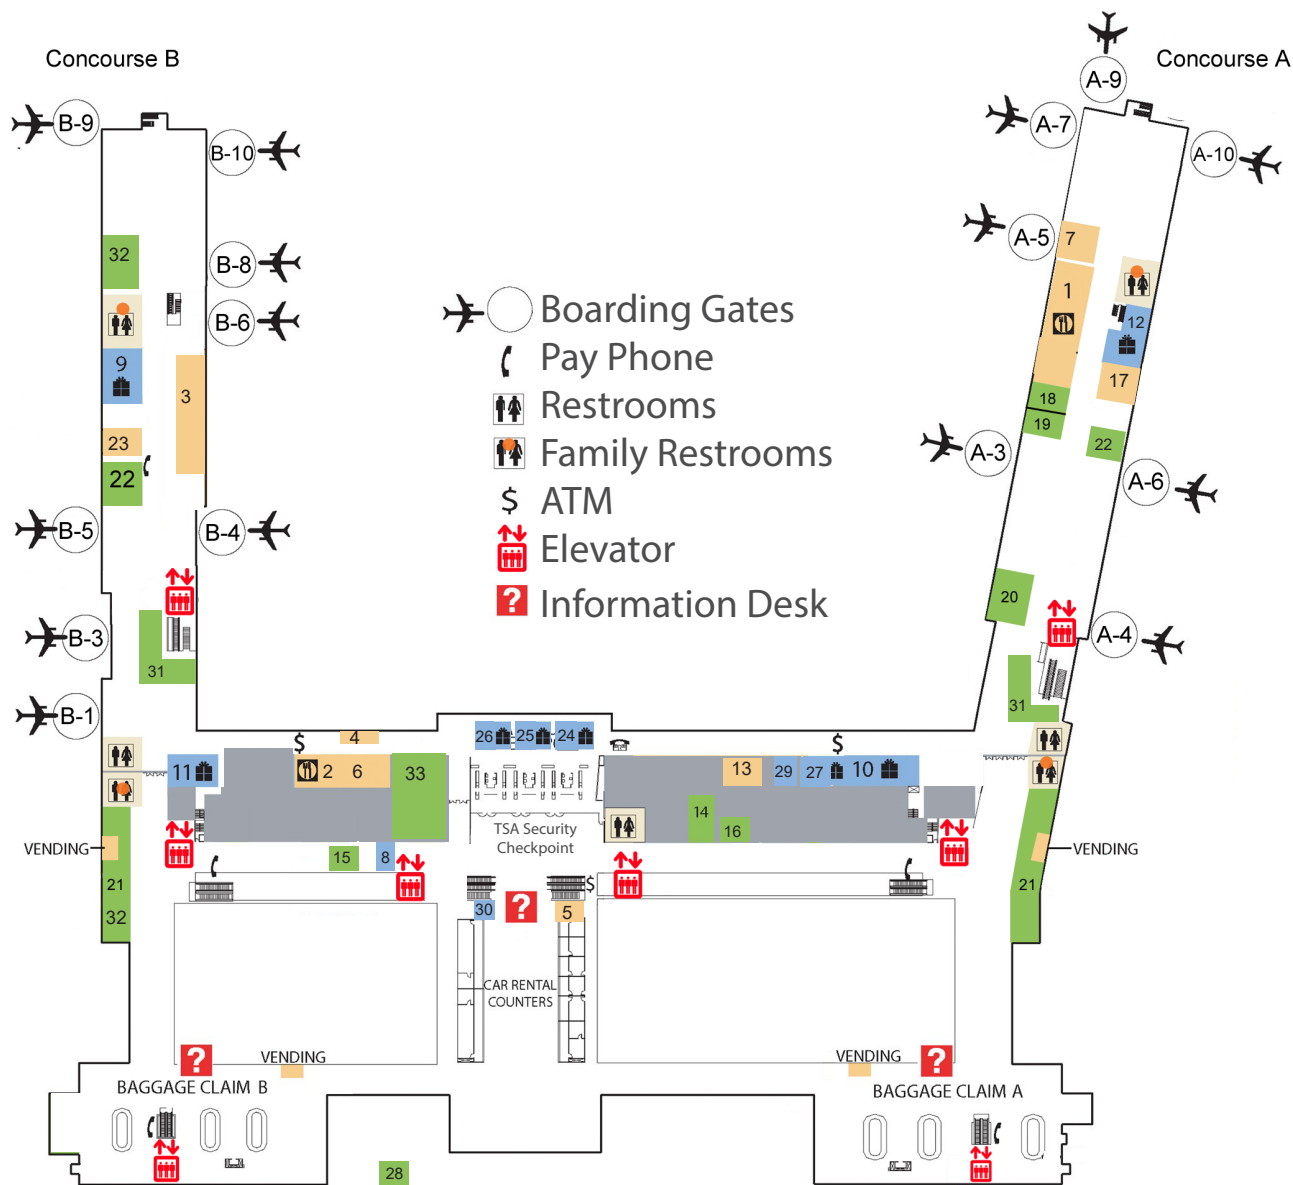 Concourse B
Concourse A
A-9
B-9
A-7
B-10
A-10
A-5
7
32
B-8
1
B-6
12
9
3
17
18
19
23
22
22
A-3
A-6
B-5
B-4
Boarding Gates
Pay Phone
Restrooms
Family Restrooms
$ ATM
Elevator
? Information Desk
20
B-3
A-4
31
31
B-1
$
4
26
25
24
$
11
2
6
33
13
29
27
10
14
16
TSA Security
Checkpoint
VENDING
15
8
VENDING
21
$
21
32
30
?
5
CAR RENTAL
COUNTERS
?
VENDING
VENDING
?
BAGGAGE CLAIM B
BAGGAGE CLAIM A
28